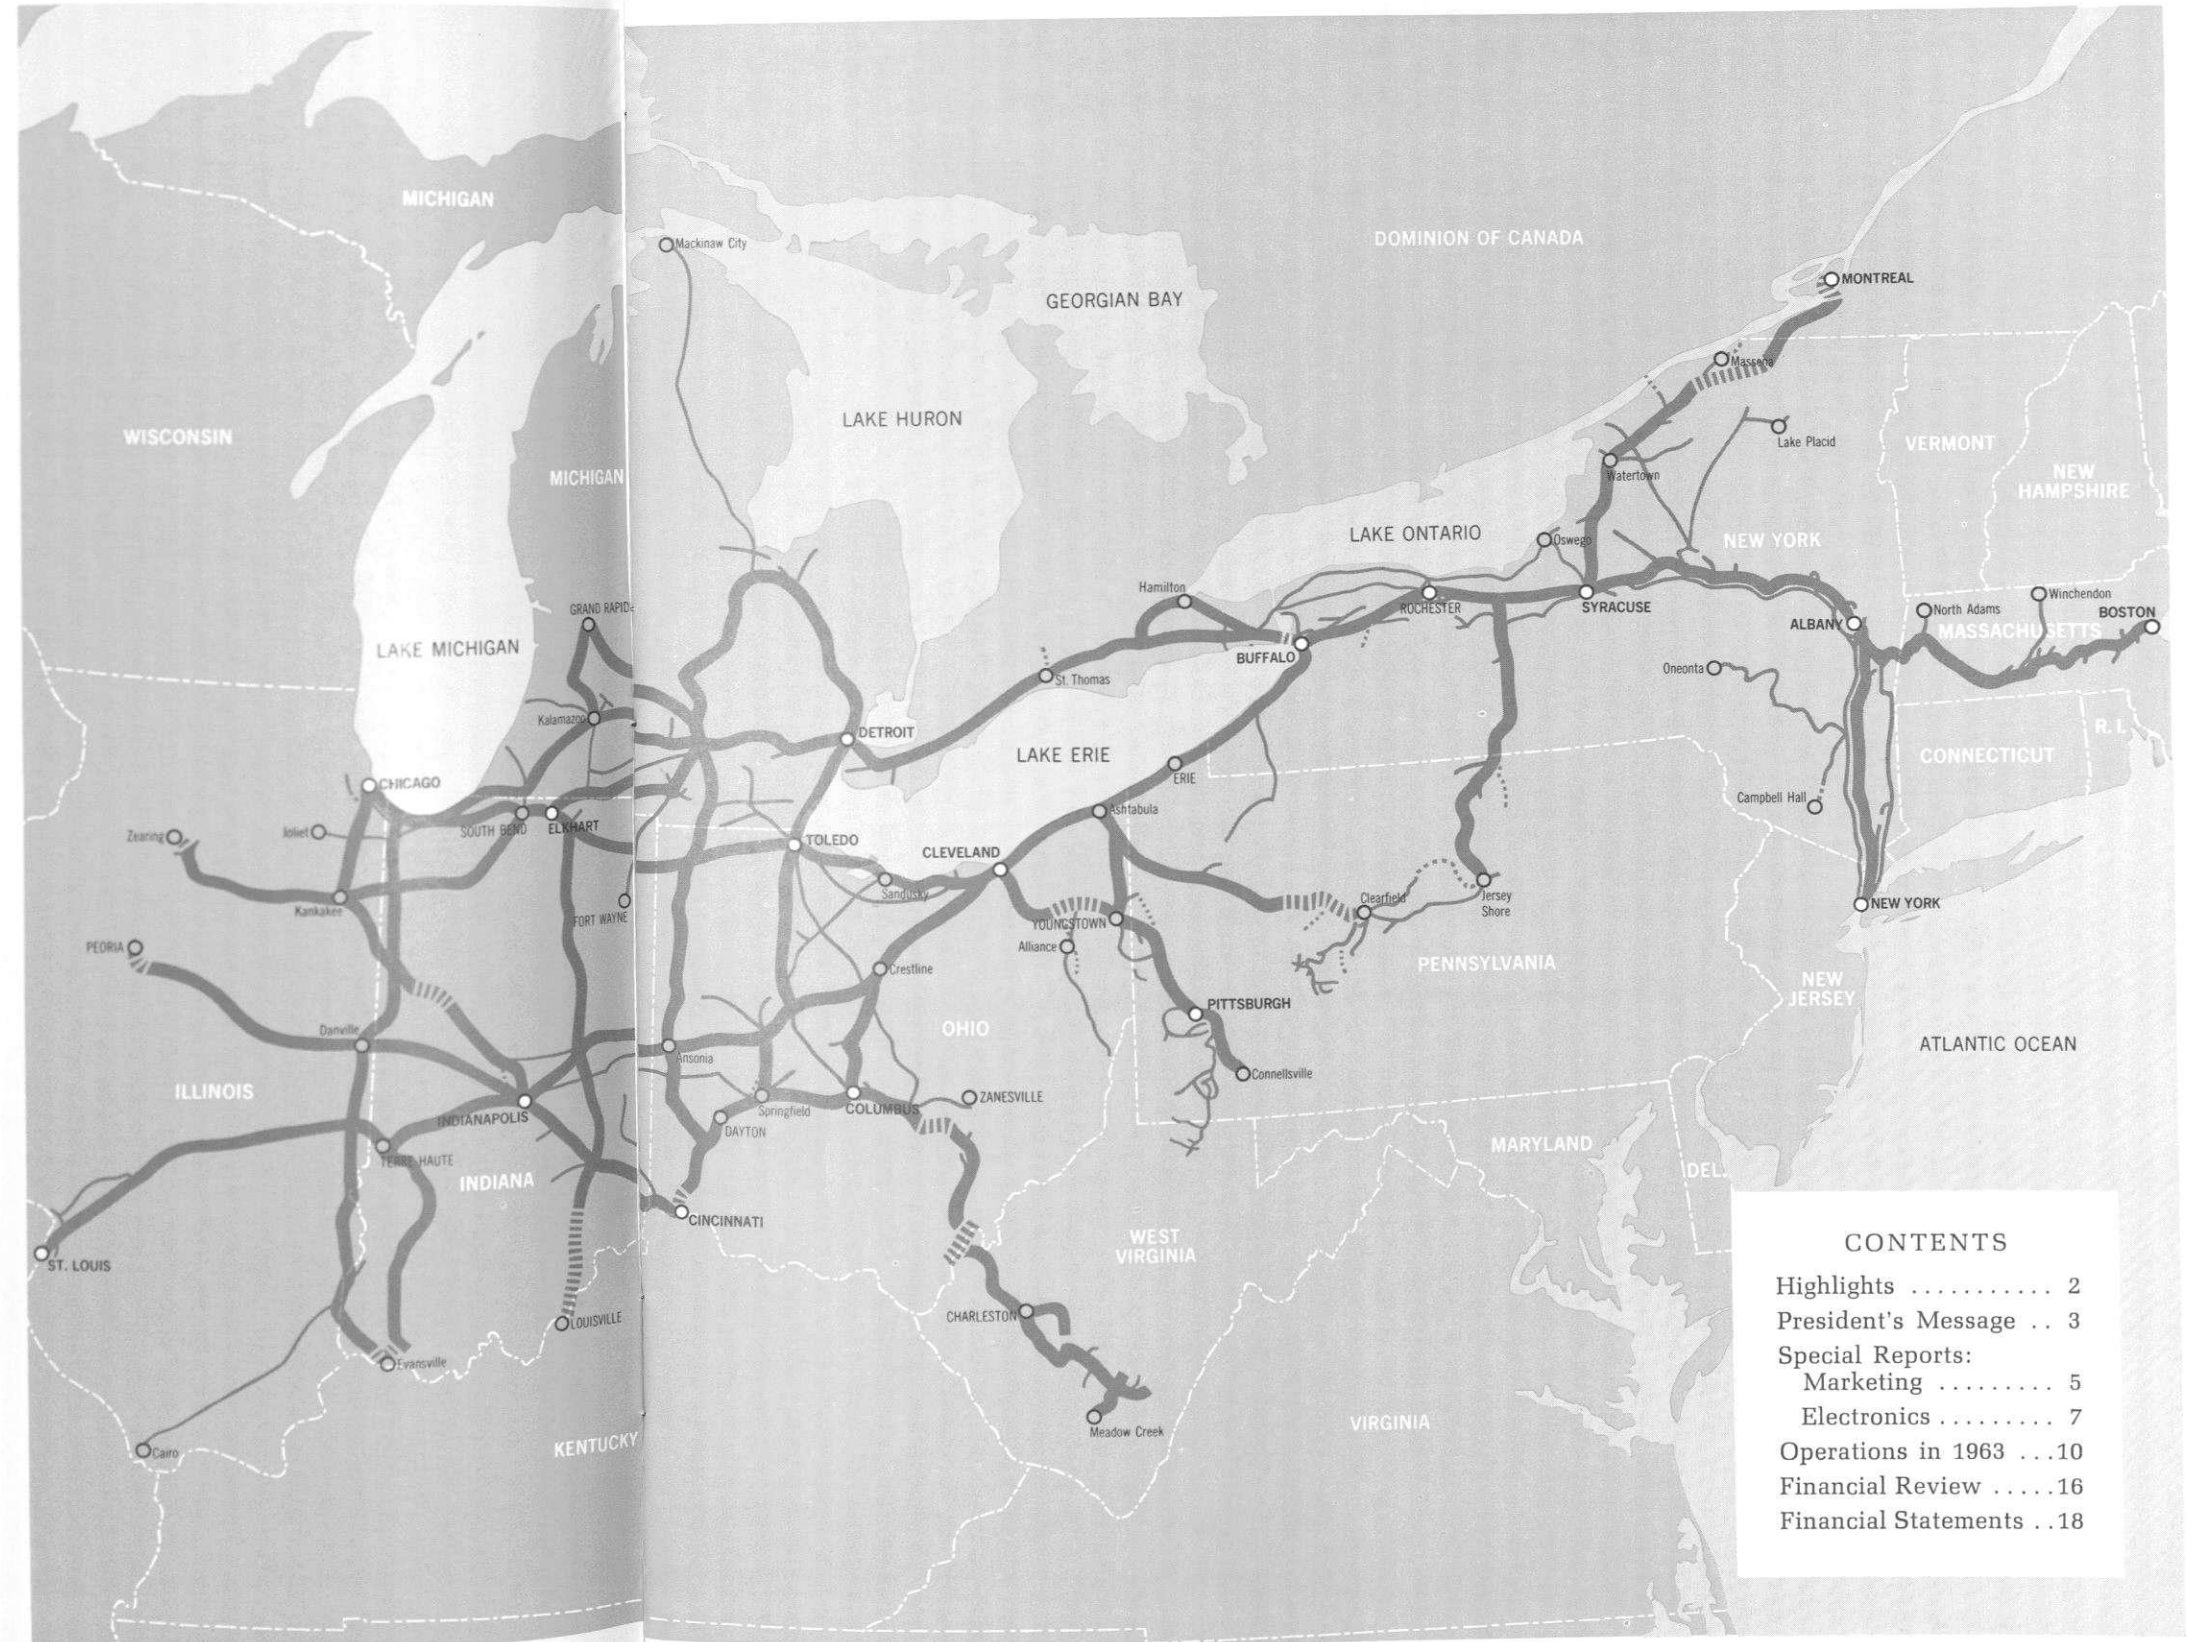 MICHIGAN
Mackinaw City
DOMINION OF CANADA
MONTREAL
GEORGIAN BAY
Massena
LAKE HURON
Lake Placid
WISCONSIN
VERMONT
MICHIGAN
Watertown
NEW
HAMPSHIRE
LAKE ONTARIO
Oswego
NEW YORK
Hamilton
Winchendon
GRAND RAPIDS
ROCHESTER
SYRACUSE
North Adams
BOSTON
ALBANY
MASSACHUSETTS
LAKE MICHIGAN
BUFFALO
Oneonta
St. Thomas
Kalamazoo
DETROIT
R.I.
LAKE ERIE
CONNECTICUT
ERIE
CHICAGO
Campbell Hall
Ashtabula
Zearing
Joliet
SOUTH BEND
ELKHART
TOLEDO
CLEVELAND
Sandusky
Clearfield
Jersey
Shore
NEW YORK
Kankakee
FORT WAYNE
YOUNGSTOWN
PEORIA
Alliance
PENNSYLVANIA
Crestline
NEW
JERSEY
PITTSBURGH
Danville
OHIO
ATLANTIC OCEAN
Ansonia
Connellsville
ILLINOIS
ZANESVILLE
INDIANAPOLIS
Springfield
COLUMBUS
DAYTON
MARYLAND
TERRE HAUTE
DEL.
INDIANA
CINCINNATI
WEST
VIRGINIA
ST. LOUIS
CHARLESTON
LOUISVILLE
Evansville
Meadow Creek
VIRGINIA
KENTUCKY
Cairo
CONTENTS
Highlights ........... 2
President's Message .. 3
Special Reports:
Marketing ......... 5
Electronics ......... 7
Operations in 1963 ...10
Financial Review .....16
Financial Statements ..18